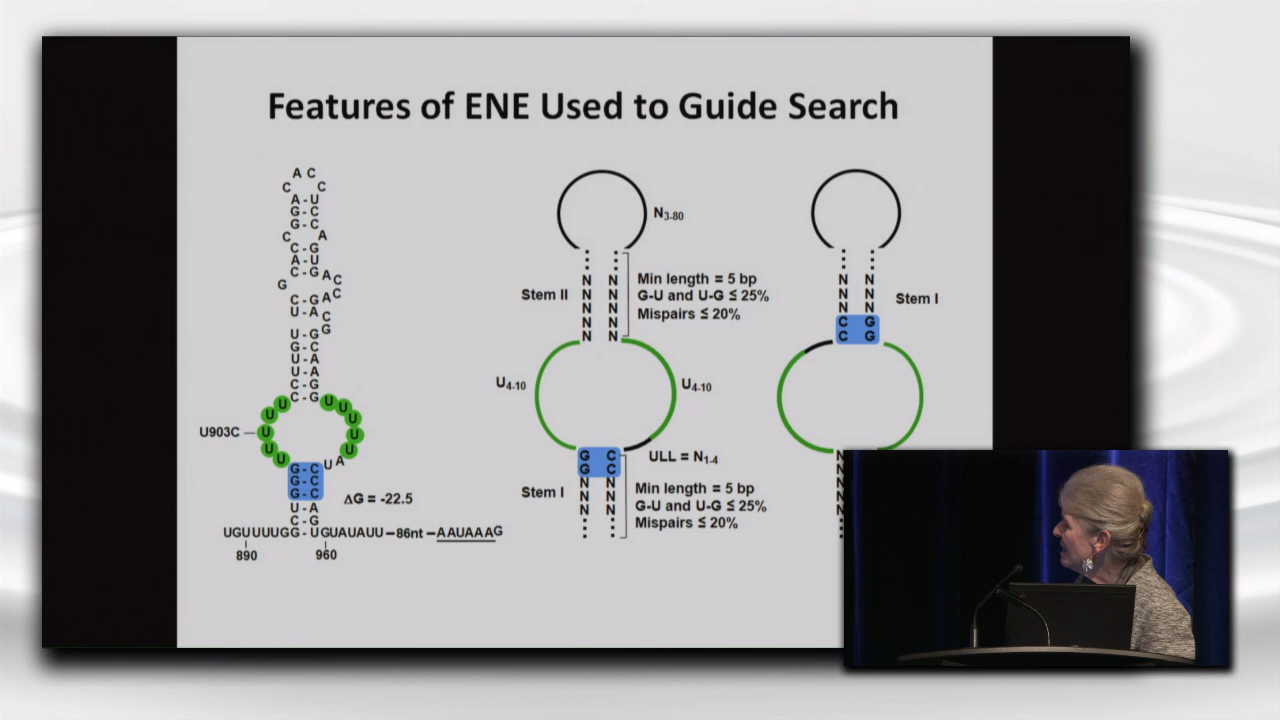 Features of ENE Used to Guide Search
A C
C C
A - U
G - C
G - C
C A
C - G
A - U
C - G A C
G C
C - G A C
U - A C
G
U - G
G - C
U - A
U - A
C - G
C - G
U U
U U
U U
U903C
U U
U U
U U A
G - C
G - C
G - C
ΔG = -22.5
U - A
C - G
UGUUUUGG - UGUAUAUU – 86nt – AAUAAAG
890 960
N3-80
Stem II
N N
N N
N N
N N
N N
Min length = 5 bp
G-U and U-G ≤ 25%
Mispairs ≤ 20%
U4-10
U4-10
G C
G C
ULL = N1-4
Stem I
N N
N N
N N
Min length = 5 bp
G-U and U-G ≤ 25%
Mispairs ≤ 20%
N N
N N
N N
C G
C G
Stem I
N
N
N
N
N